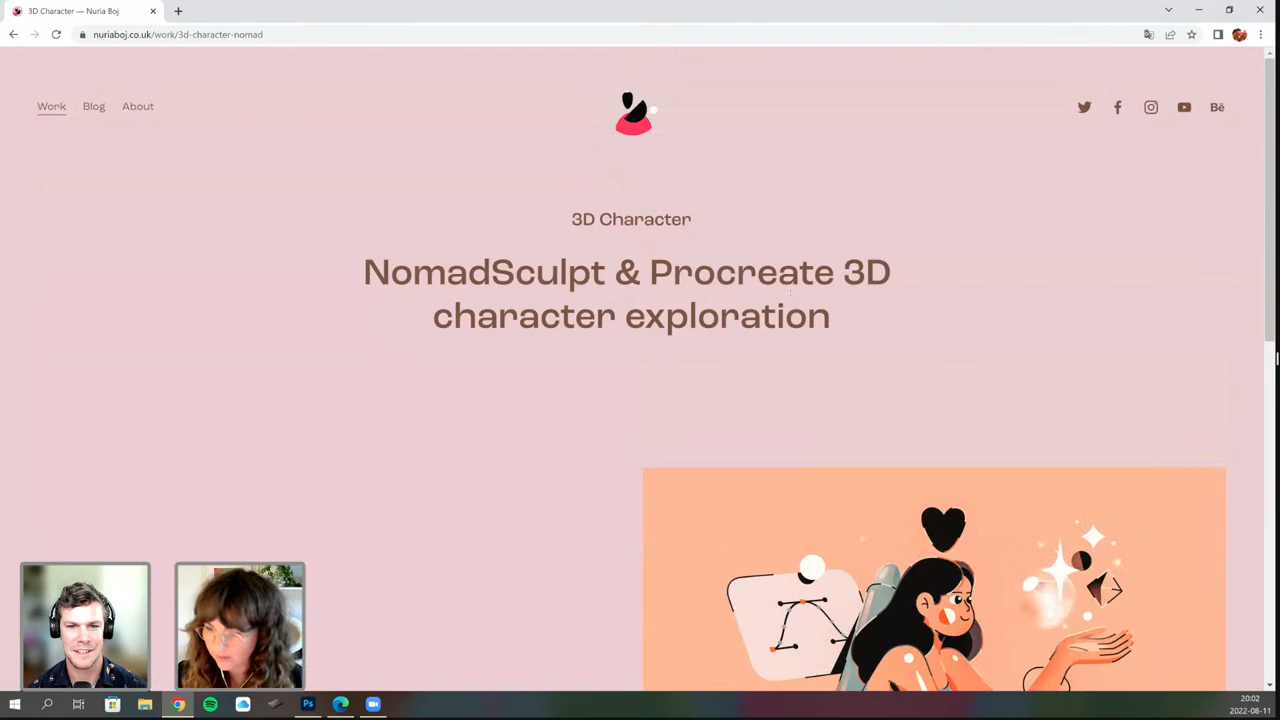 3D Character — Nuria Boj
nuriaboj.co.uk/work/3d-character-nomad
Work Blog About
Bē
3D Character
NomadSculpt & Procreate 3D
character exploration
Ps
20:02
2022-08-11